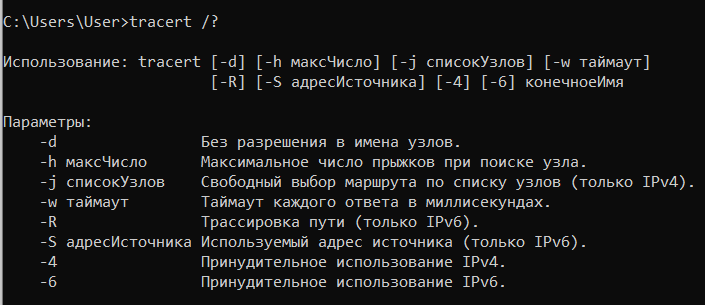 C:\Users\User>tracert /?
Использование: tracert [-d] [-h максЧисло] [-j списокУзлов] [-w таймаут]
[-R] [-S адресИсточника] [-4] [-6] конечноеИмя
Параметры:
-d Без разрешения в имена узлов.
-h максЧисло Максимальное число прыжков при поиске узла.
-j списокУзлов Свободный выбор маршрута по списку узлов (только IPv4).
-w таймаут Таймаут каждого ответа в миллисекундах.
-R Трассировка пути (только IPv6).
-S адресИсточника Используемый адрес источника (только IPv6).
-4 Принудительное использование IPv4.
-6 Принудительное использование IPv6.